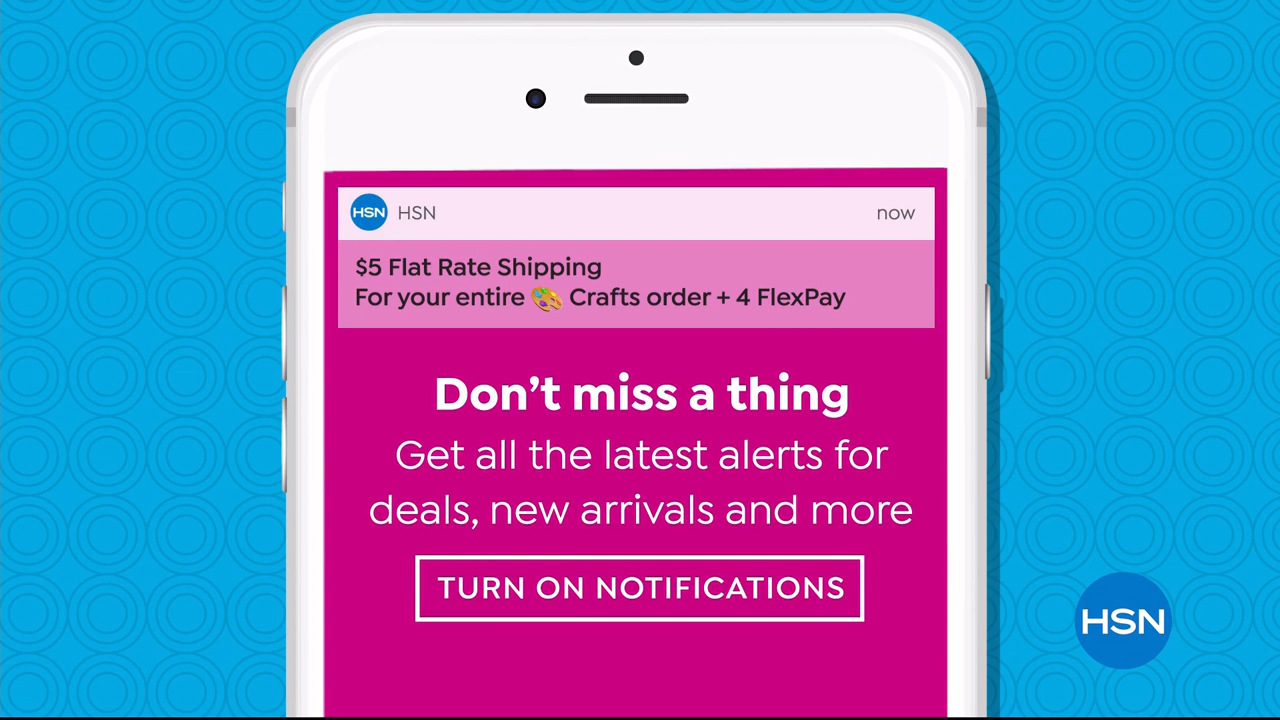 HSN HSN now
$5 Flat Rate Shipping
For your entire 🎨 Crafts order + 4 FlexPay
Don't miss a thing
Get all the latest alerts for
deals, new arrivals and more
TURN ON NOTIFICATIONS
HSN